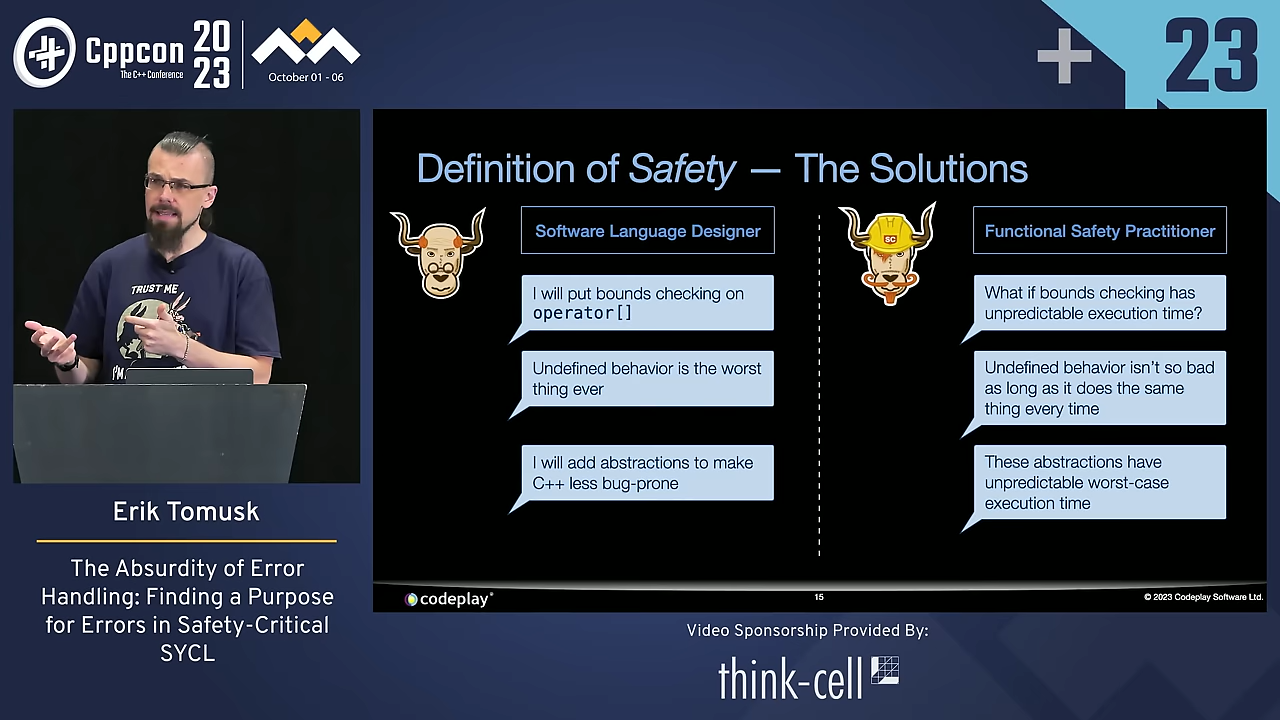 Cppcon
The C++ Conference
20
23
October 01 - 06
23
TRUST ME
Erik Tomusk
The Absurdity of Error
Handling: Finding a Purpose
for Errors in Safety-Critical
SYCL
Definition of Safety — The Solutions
Software Language Designer
I will put bounds checking on
operator[]
Undefined behavior is the worst
thing ever
I will add abstractions to make
C++ less bug-prone
SC
Functional Safety Practitioner
What if bounds checking has
unpredictable execution time?
Undefined behavior isn't so bad
as long as it does the same
thing every time
These abstractions have
unpredictable worst-case
execution time
codeplay®
15
© 2023 Codeplay Software Ltd.
Video Sponsorship Provided By:
think-cell